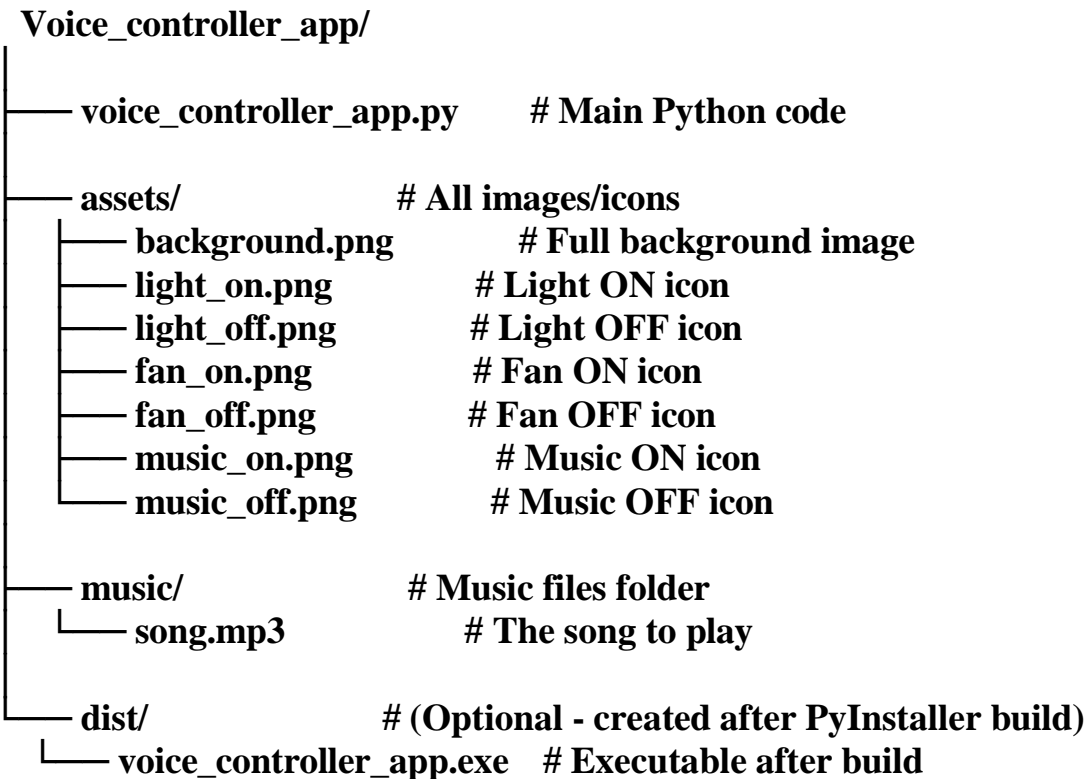 Voice_controller_app/
voice_controller_app.py # Main Python code
assets/ # All images/icons
background.png # Full background image
light_on.png # Light ON icon
light_off.png # Light OFF icon
fan_on.png # Fan ON icon
fan_off.png # Fan OFF icon
music_on.png # Music ON icon
music_off.png # Music OFF icon
music/ # Music files folder
song.mp3 # The song to play
dist/ # (Optional - created after PyInstaller build)
voice_controller_app.exe # Executable after build